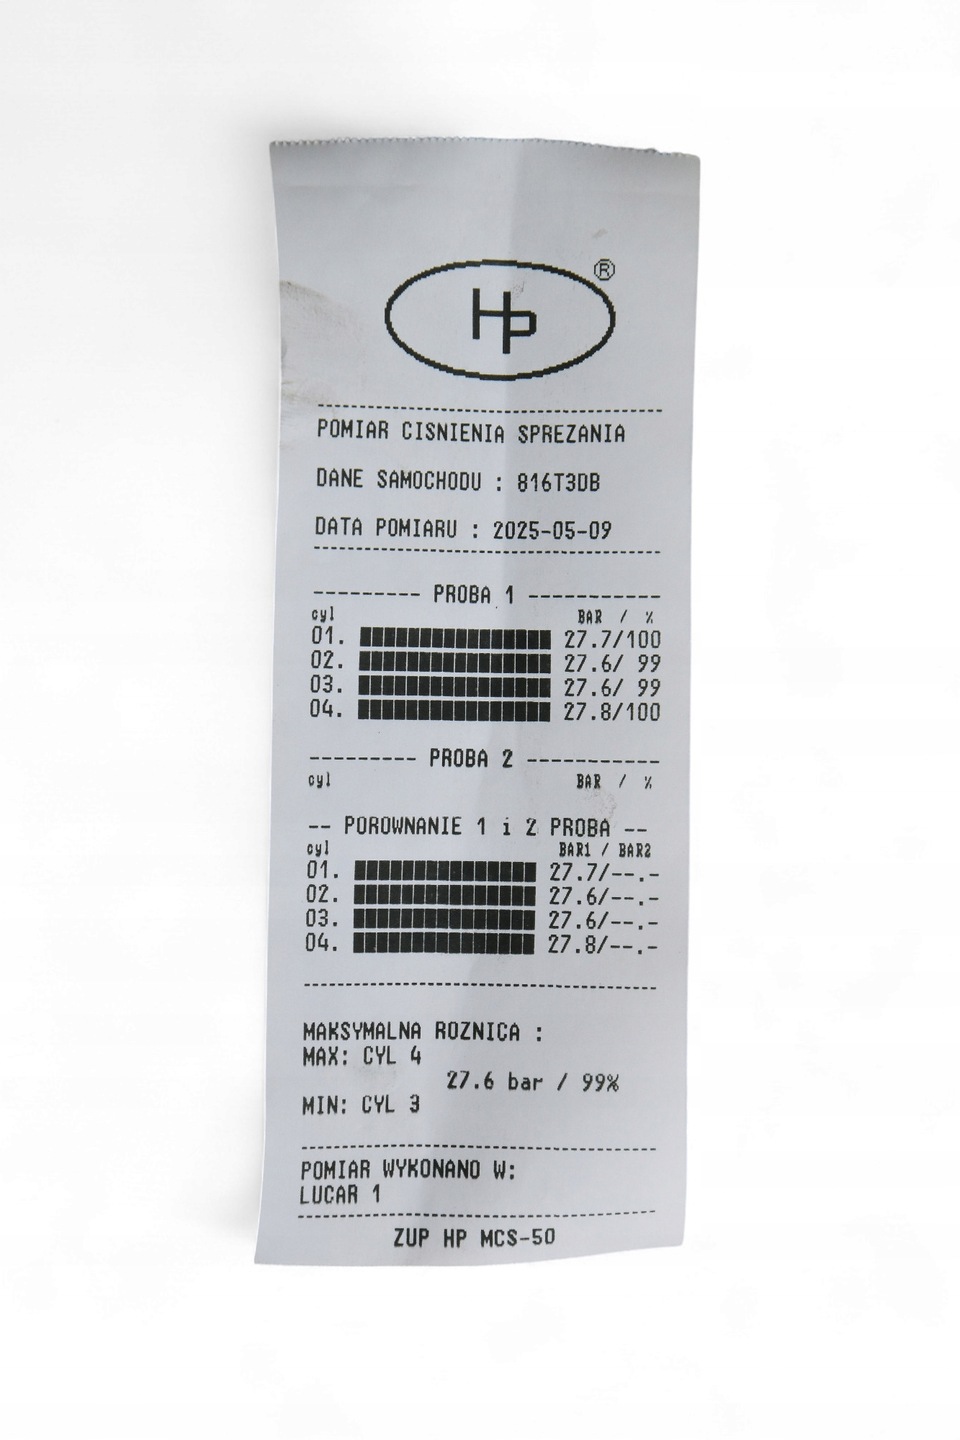 HP ®
POMIAR CISNIENIA SPREZANIA
DANE SAMOCHODU : 816T3DB
DATA POMIARU : 2025-05-09
--------- PROBA 1 -----------
cyl BAR / %
01. 27.7/100
02. 27.6/ 99
03. 27.6/ 99
04. 27.8/100
--------- PROBA 2 -----------
cyl BAR / %
-- POROWNANIE 1 i 2 PROBA --
cyl BAR1 / BAR2
01. 27.7/--.-
02. 27.6/--.-
03. 27.6/--.-
04. 27.8/--.-
MAKSYMALNA ROZNICA :
MAX: CYL 4
27.6 bar / 99%
MIN: CYL 3
POMIAR WYKONANO W:
LUCAR 1
ZUP HP MCS-50